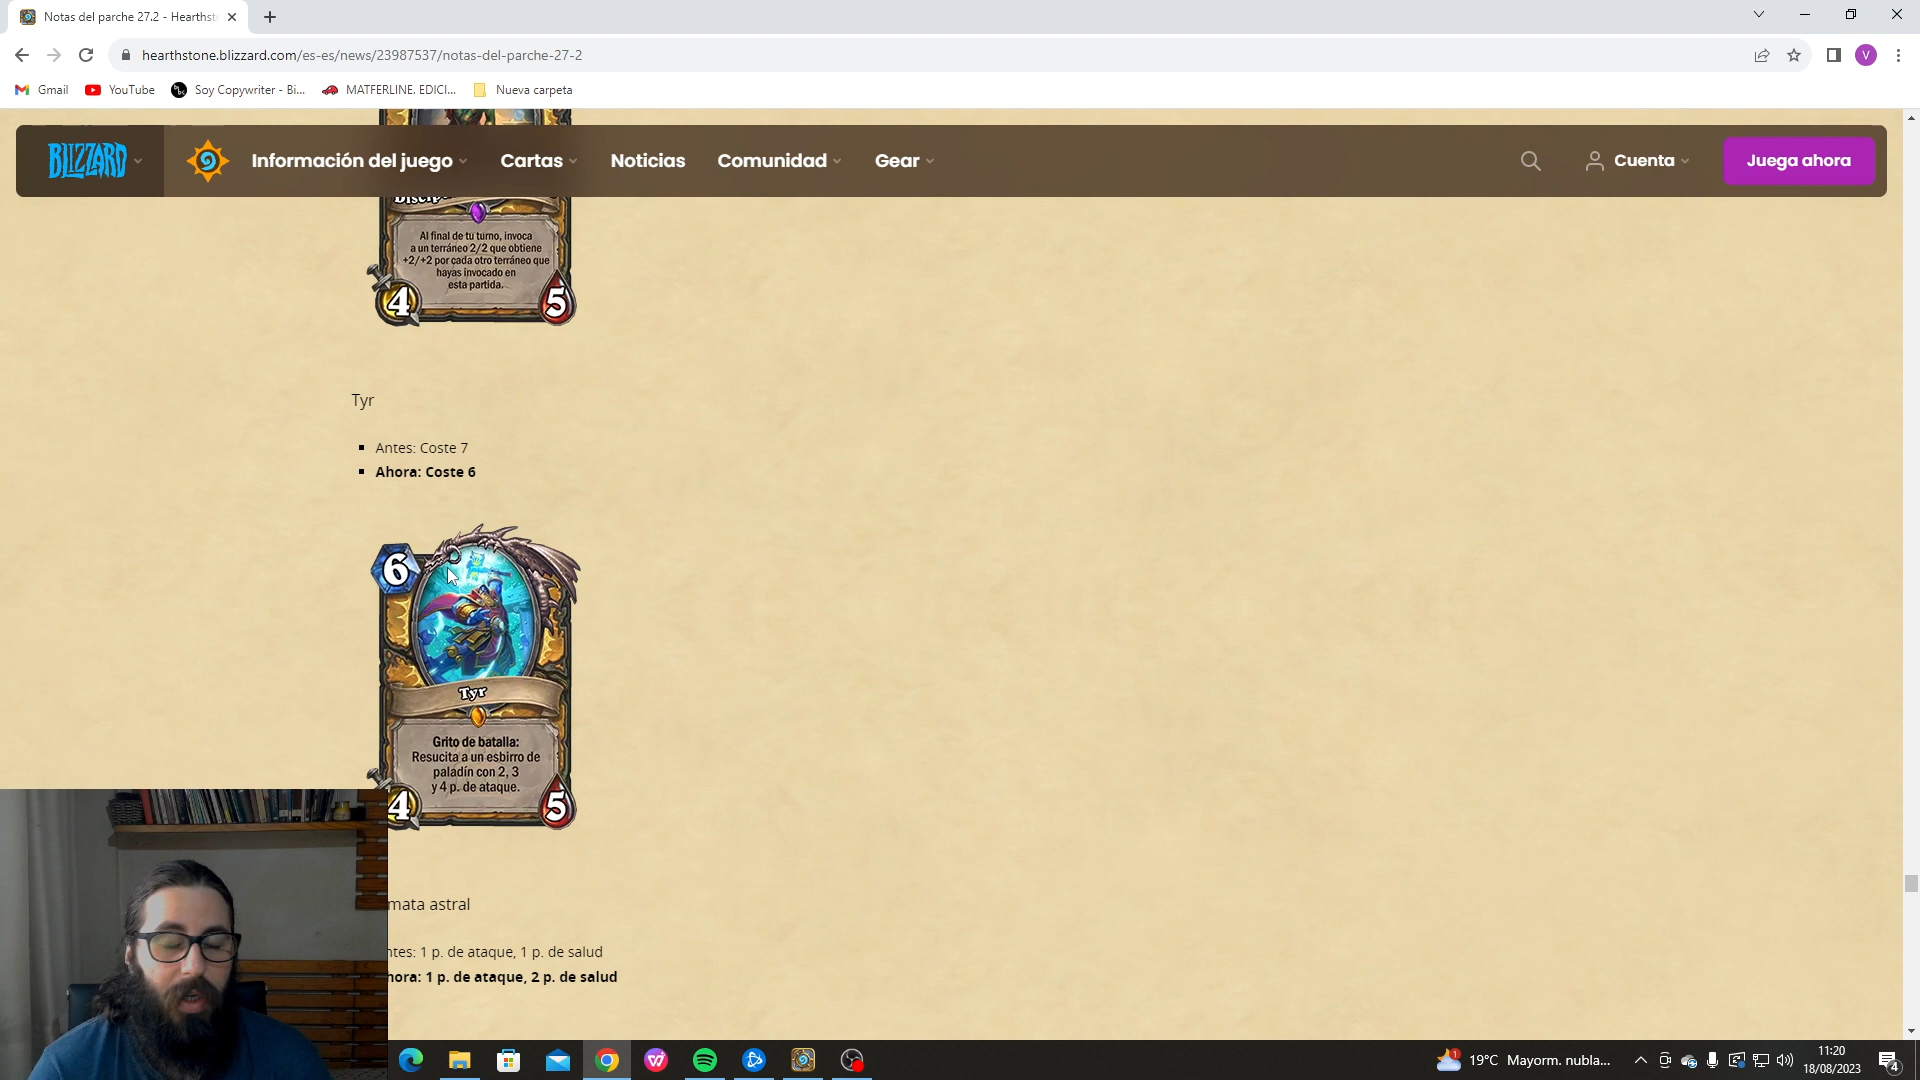 Notas del parche 27.2 - Hearthst
hearthstone.blizzard.com/es-es/news/23987537/notas-del-parche-27-2
V
Gmail
YouTube
Soy Copywriter - Bi...
MATFERLINE. EDICI...
Nueva carpeta
BLIZZARD
Información del juego
Cartas
Noticias
Comunidad
Gear
Cuenta
Juega ahora
Al final de tu turno, invoca
a un terráneo 2/2 que obtiene
+2/+2 por cada otro terráneo que
hayas invocado en
esta partida.
4
5
Tyr
Antes: Coste 7
Ahora: Coste 6
6
Tyr
Grito de batalla:
Resucita a un esbirro de
paladín con 2, 3
y 4 p. de ataque.
4
5
mata astral
ntes: 1 p. de ataque, 1 p. de salud
hora: 1 p. de ataque, 2 p. de salud
1
19°C Mayorm. nubla...
11:20
18/08/2023
4